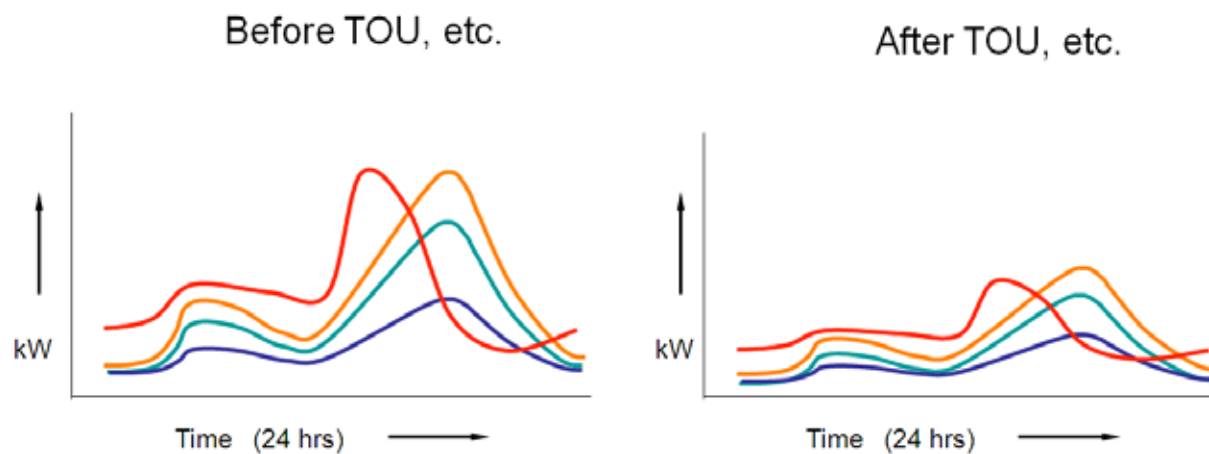 Before TOU, etc.
After TOU, etc.
kW
Time (24 hrs)
kW
Time (24 hrs)